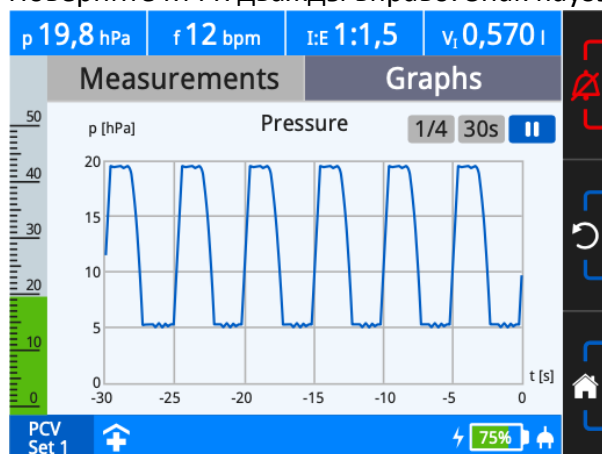 p 19,8 hPa f 12 bpm I:E 1:1,5 VI 0,570 l
Measurements Graphs
p [hPa] Pressure 1/4 30s
50
40
30
20
10
0
20
15
10
5
0
-30 -25 -20 -15 -10 -5 0
t [s]
PCV
Set 1
75%